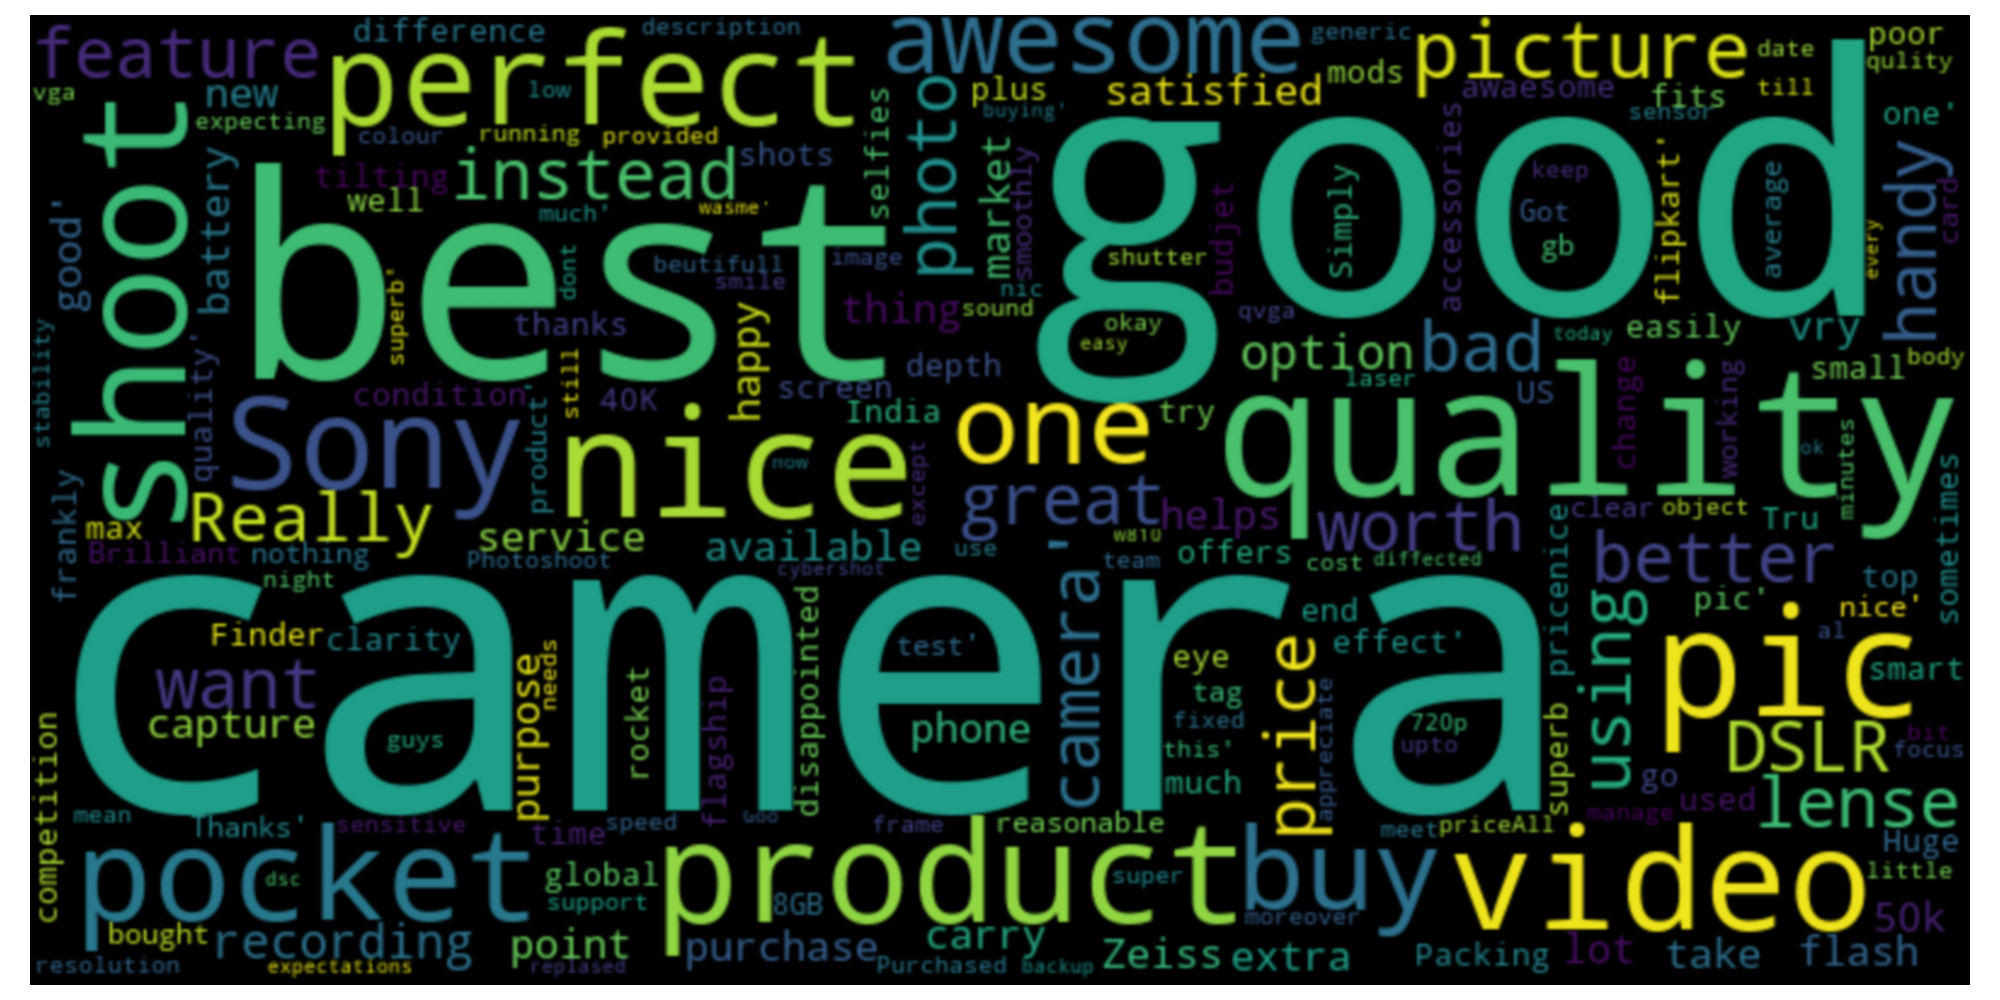 feature
difference
description
awesome
generic
picture
date
poor
qulity
vga
new
perfect
low
photo
plus
satisfied
mods
awaesome
fits
till
expecting
colour
running
provided
shots
selfies
buying'
sensor
one'
shoot
battery
tilting
instead
well
much'
wasme'
market
smoothly
good
Simply
keep
Got
gb
average
accessories
flipkart'
every
handy
card
good'
best
superb'
dont
beutifull
smile
image
nic
shutter
budjet
thing
sound
okay
easy
qvga
thanks
happy
option
bad
today
easily
vry
stability
quality'
condition
still
40K
screen
depth
laser
US
small
body
Sony
product'
nice
now
India
one
try
quality
change
working
ok
minutes
except
frankly
max
Really
service
great
helps
worth
clear
object
Tru
sometimes
Brilliant
nothing
Photoshoot
available
use
W810
team
offers
cost
diffected
better
top
night
cybershot
camera
camera'
end
effect'
pricenice
using
pic'
nice'
al
Finder
clarity
test'
eye
pic
smart
want
purpose
needs
rocket
flagship
disappointed
phone
tag
fixed
this'
much
price
appreciate
720p
upto
superb
DSLR
bit
focus
capture
guys
competition
go
used
lense
mean
Thanks'
sensitive
time
speed
Goo
frame
reasonable
meet
priceAll
manage
Huge
pocket
dsc
global
support
product
8GB
super
buy
moreover
video
little
50k
bought
recording
point
purchase
carry
Zeiss
extra
Packing
lot
take
flash
resolution
expectations
replased
Purchased
backup